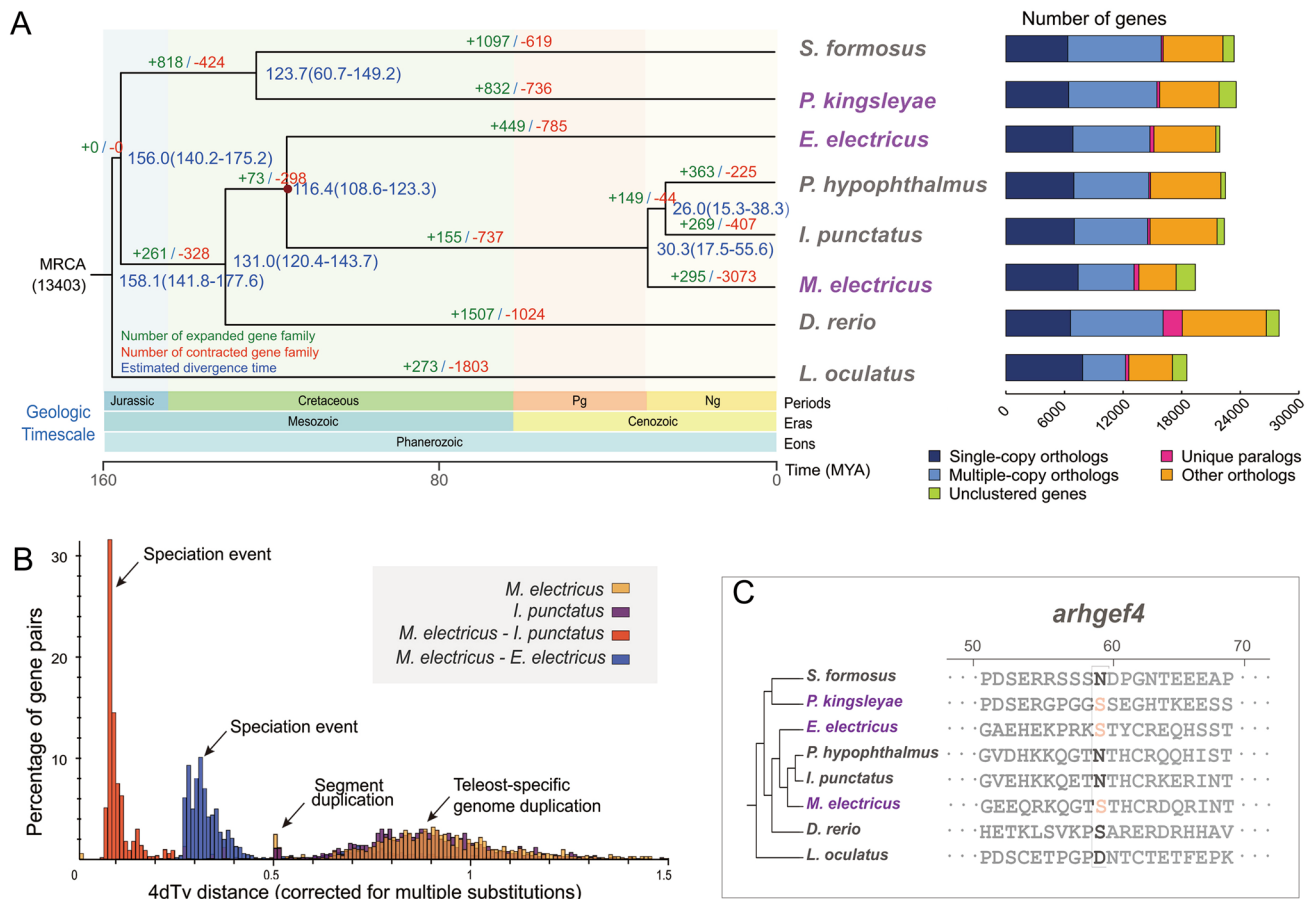 A
Number of genes
+1097 / -619
S. formosus
+818 / -424
123.7(60.7-149.2)
+832 / -736
P. kingsleyae
+449 / -785
E. electricus
+0 / -0
156.0(140.2-175.2)
+73 / -298
116.4(108.6-123.3)
+363 / -225
P. hypophthalmus
+149 / -44
26.0(15.3-38.3)
+269 / -407
I. punctatus
+155 / -737
30.3(17.5-55.6)
+261 / -328
131.0(120.4-143.7)
MRCA
(13403)
158.1(141.8-177.6)
+295 / -3073
M. electricus
+1507 / -1024
D. rerio
Number of expanded gene family
Number of contracted gene family
Estimated divergence time
+273 / -1803
L. oculatus
Geologic
Timescale
Jurassic Cretaceous Pg Ng Periods
Mesozoic Cenozoic Eras
Phanerozoic Eons
160 80 0 Time (MYA)
0 6000 12000 18000 24000 30000
Single-copy orthologs Unique paralogs
Multiple-copy orthologs Other orthologs
Unclustered genes
B
Percentage of gene pairs
30
20
10
Speciation event
M. electricus
I. punctatus
M. electricus - I. punctatus
M. electricus - E. electricus
Speciation event
Segment
duplication
Teleost-specific
genome duplication
0 0.5 1 1.5
4dTv distance (corrected for multiple substitutions)
C
arhgef4
50 60 70
S. formosus ··· PDSERRSSSNDPGNTEEEAP ···
P. kingsleyae ··· PDSERGPGGSSEGHTKEESS ···
E. electricus ··· GAEHEKPRKSTYCREQHSST ···
P. hypophthalmus ··· GVDHKKQGTNTHCRQQHIST ···
I. punctatus ··· GVEHKKQETNTHCRKERINT ···
M. electricus ··· GEEQRKQGTSTHCRDQRINT ···
D. rerio ··· HETKLSVKPSARERDRHHAV ···
L. oculatus ··· PDSCETPGPDNTCTETFEPK ···